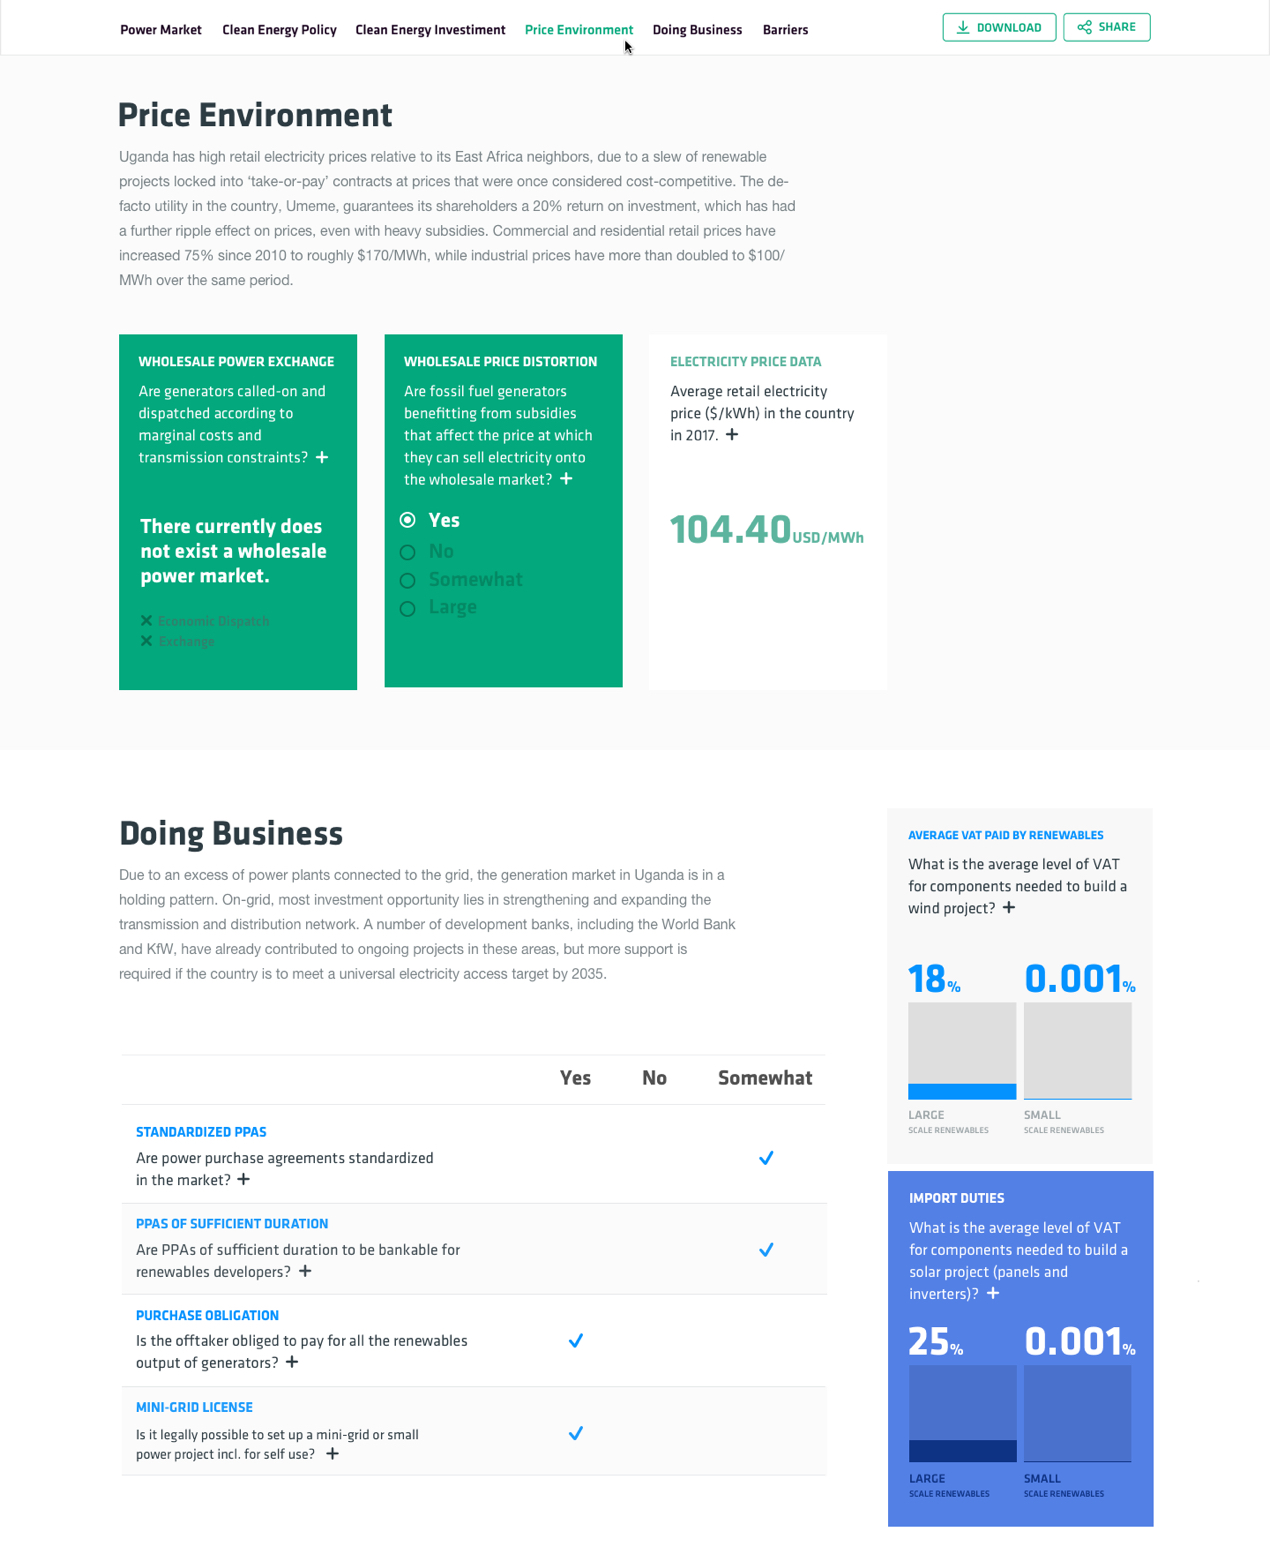 Power Market Clean Energy Policy Clean Energy Investiment Price Environment Doing Business Barriers DOWNLOAD SHARE
Price Environment
Uganda has high retail electricity prices relative to its East Africa neighbors, due to a slew of renewable
projects locked into ‘take-or-pay’ contracts at prices that were once considered cost-competitive. The de-
facto utility in the country, Umeme, guarantees its shareholders a 20% return on investment, which has had
a further ripple effect on prices, even with heavy subsidies. Commercial and residential retail prices have
increased 75% since 2010 to roughly $170/MWh, while industrial prices have more than doubled to $100/
MWh over the same period.
WHOLESALE POWER EXCHANGE
Are generators called-on and
dispatched according to
marginal costs and
transmission constraints? +
There currently does
not exist a wholesale
power market.
Economic Dispatch
Exchange
WHOLESALE PRICE DISTORTION
Are fossil fuel generators
benefitting from subsidies
that affect the price at which
they can sell electricity onto
the wholesale market? +
Yes
No
Somewhat
Large
ELECTRICITY PRICE DATA
Average retail electricity
price ($/kWh) in the country
in 2017. +
104.40USD/MWh
Doing Business
Due to an excess of power plants connected to the grid, the generation market in Uganda is in a
holding pattern. On-grid, most investment opportunity lies in strengthening and expanding the
transmission and distribution network. A number of development banks, including the World Bank
and KfW, have already contributed to ongoing projects in these areas, but more support is
required if the country is to meet a universal electricity access target by 2035.
Yes No Somewhat
STANDARDIZED PPAS
Are power purchase agreements standardized
in the market? +
PPAS OF SUFFICIENT DURATION
Are PPAs of sufficient duration to be bankable for
renewables developers? +
PURCHASE OBLIGATION
Is the offtaker obliged to pay for all the renewables
output of generators? +
MINI-GRID LICENSE
Is it legally possible to set up a mini-grid or small
power project incl. for self use? +
AVERAGE VAT PAID BY RENEWABLES
What is the average level of VAT
for components needed to build a
wind project? +
18% 0.001%
LARGE SMALL
SCALE RENEWABLES SCALE RENEWABLES
IMPORT DUTIES
What is the average level of VAT
for components needed to build a
solar project (panels and
inverters)? +
25% 0.001%
LARGE SMALL
SCALE RENEWABLES SCALE RENEWABLES